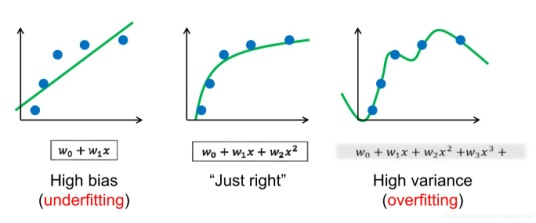 w₀ + w₁x
w₀ + w₁x + w₂x²
w₀ + w₁x + w₂x² +w₃x³ +
High bias
(underfitting)
“Just right”
High variance
(overfitting)